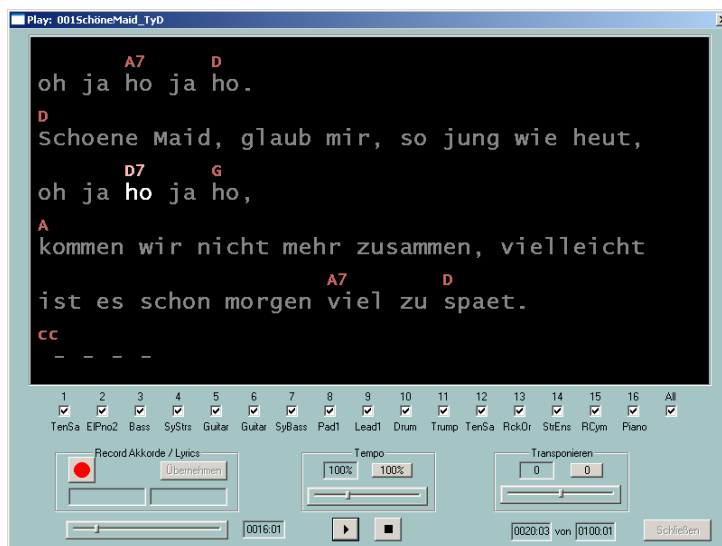 Play: 001SchöneMaid_TyD
A7 D
oh ja ho ja ho.
D
Schoene Maid, glaub mir, so jung wie heut,
D7 G
oh ja ho ja ho,
A
kommen wir nicht mehr zusammen, vielleicht
A7 D
ist es schon morgen viel zu spaet.
cc
- - - -
1 2 3 4 5 6 7 8 9 10 11 12 13 14 15 16 All
TenSa ElPno2 Bass SyStrs Guitar Guitar SyBass Pad1 Lead1 Drum Trump TenSa RckOr StrEns RCym Piano
Record Akkorde / Lyrics Tempo Transponieren
Übernehmen 100% 100% 0 0
0016:01 0020:03 von 0100:01 Schließen